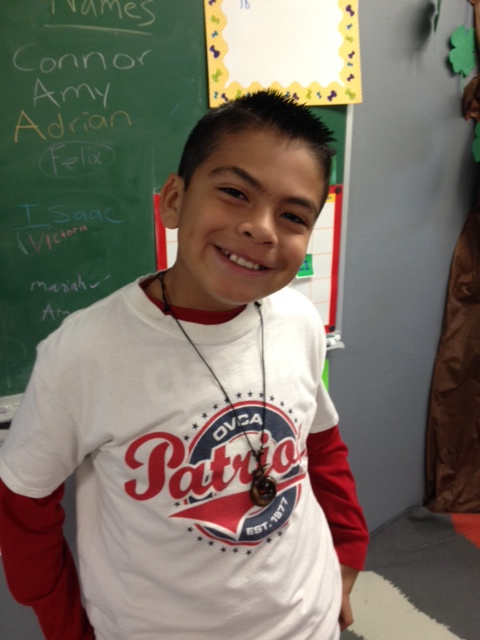 Names
Connor
Amy
Adrian
Felix
Isaac
Victoria
mariah
OVCA
Patrio
EST. 1977